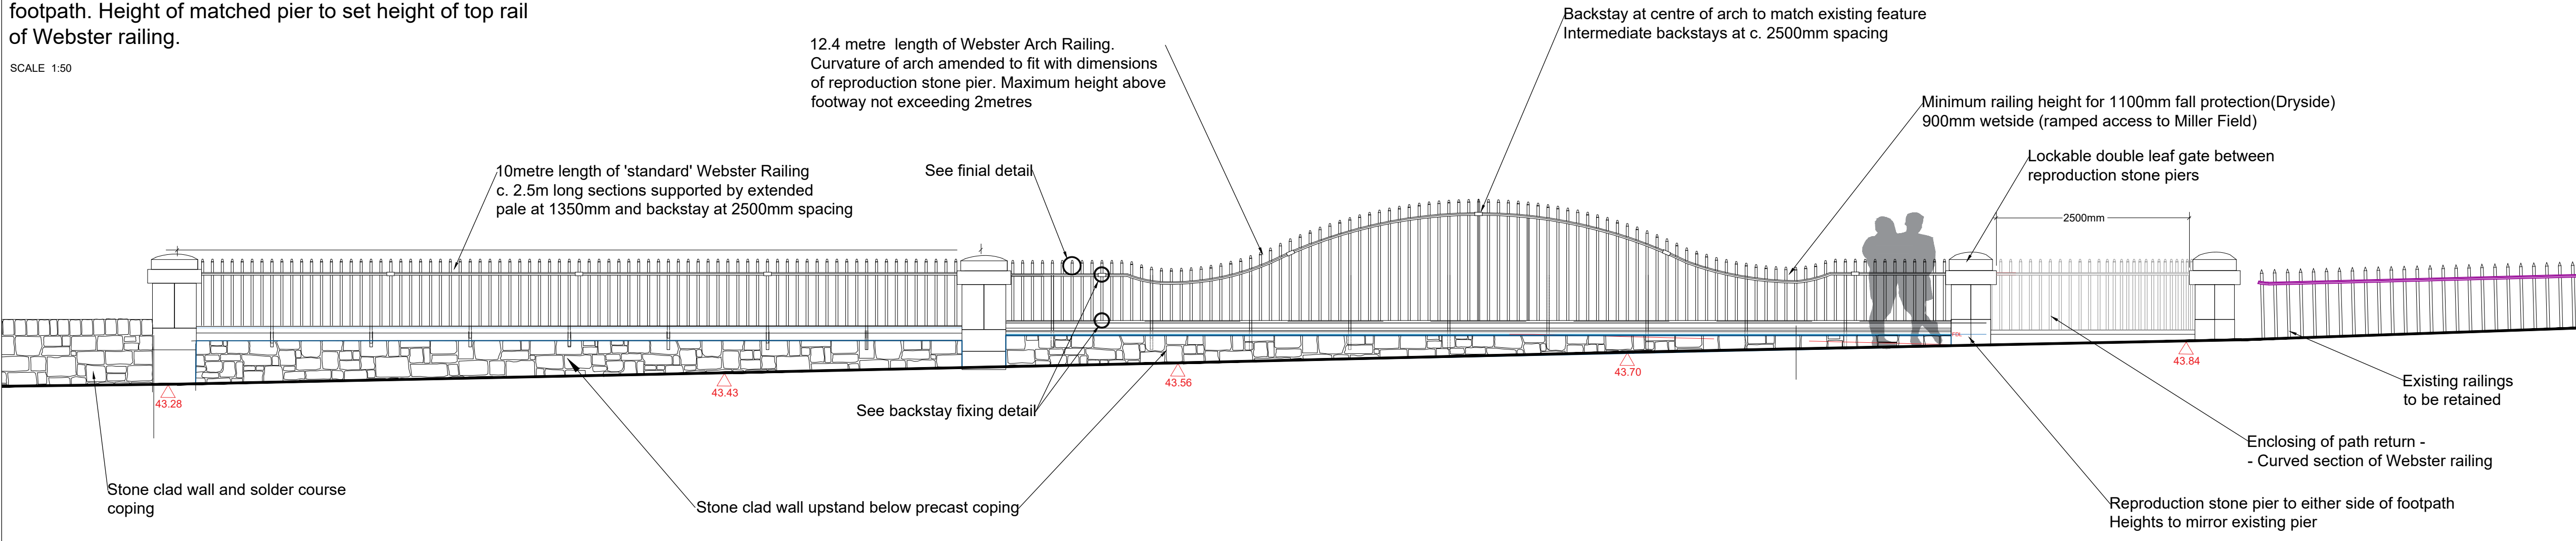 footpath. Height of matched pier to set height of top rail
of Webster railing.
SCALE 1:50
12.4 metre length of Webster Arch Railing.
Curvature of arch amended to fit with dimensions
of reproduction stone pier. Maximum height above
footway not exceeding 2metres
Backstay at centre of arch to match existing feature
Intermediate backstays at c. 2500mm spacing
Minimum railing height for 1100mm fall protection(Dryside)
900mm wetside (ramped access to Miller Field)
Lockable double leaf gate between
reproduction stone piers
10metre length of 'standard' Webster Railing
c. 2.5m long sections supported by extended
pale at 1350mm and backstay at 2500mm spacing
See finial detail
2500mm
43.28
43.43
43.56
43.70
43.84
See backstay fixing detail
Existing railings
to be retained
Enclosing of path return -
- Curved section of Webster railing
Stone clad wall and solder course
coping
Stone clad wall upstand below precast coping
Reproduction stone pier to either side of footpath
Heights to mirror existing pier